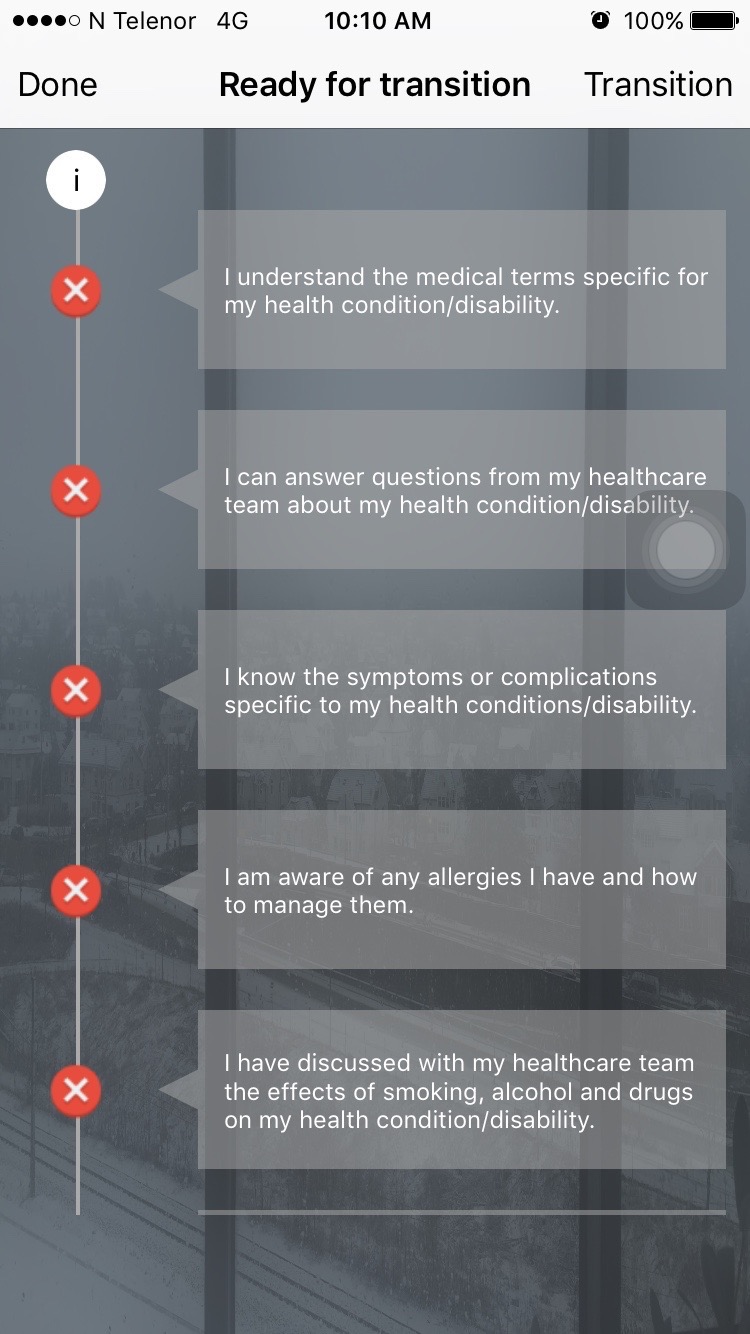 N Telenor 4G 10:10 AM 100%
Done Ready for transition Transition
i
I understand the medical terms specific for
my health condition/disability.
I can answer questions from my healthcare
team about my health condition/disability.
I know the symptoms or complications
specific to my health conditions/disability.
I am aware of any allergies I have and how
to manage them.
I have discussed with my healthcare team
the effects of smoking, alcohol and drugs
on my health condition/disability.